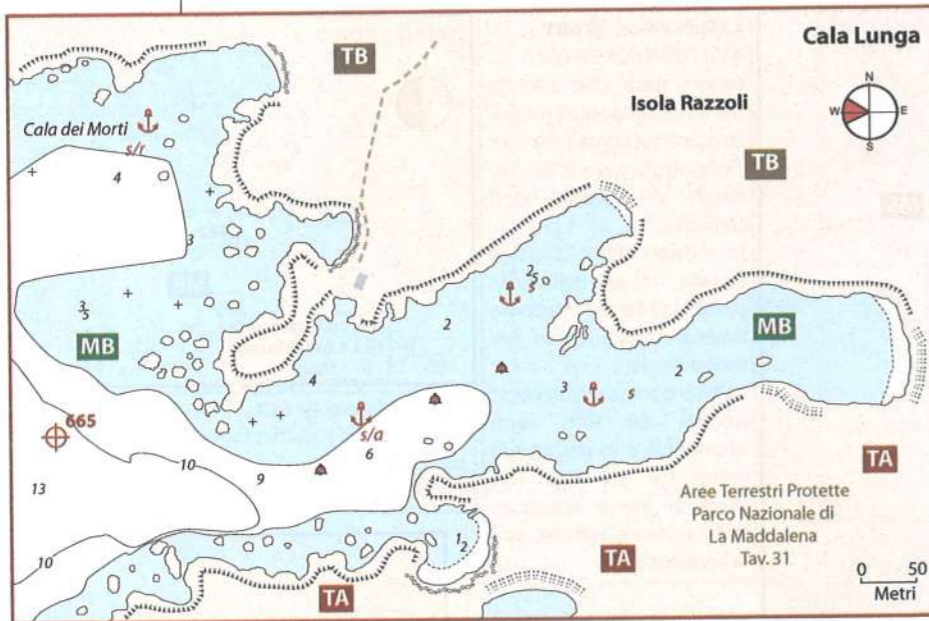 Cala Lunga
TB
Isola Razzoli
N
W
E
S
Cala dei Morti
s/r
4
TB
3
3
5
MB
2
5
s
2
MB
2
4
3
665
s/a
6
10
9
13
10
TA
Aree Terrestri Protette
Parco Nazionale di
La Maddalena
Tav. 31
1
2
TA
TA
0
50
Metri